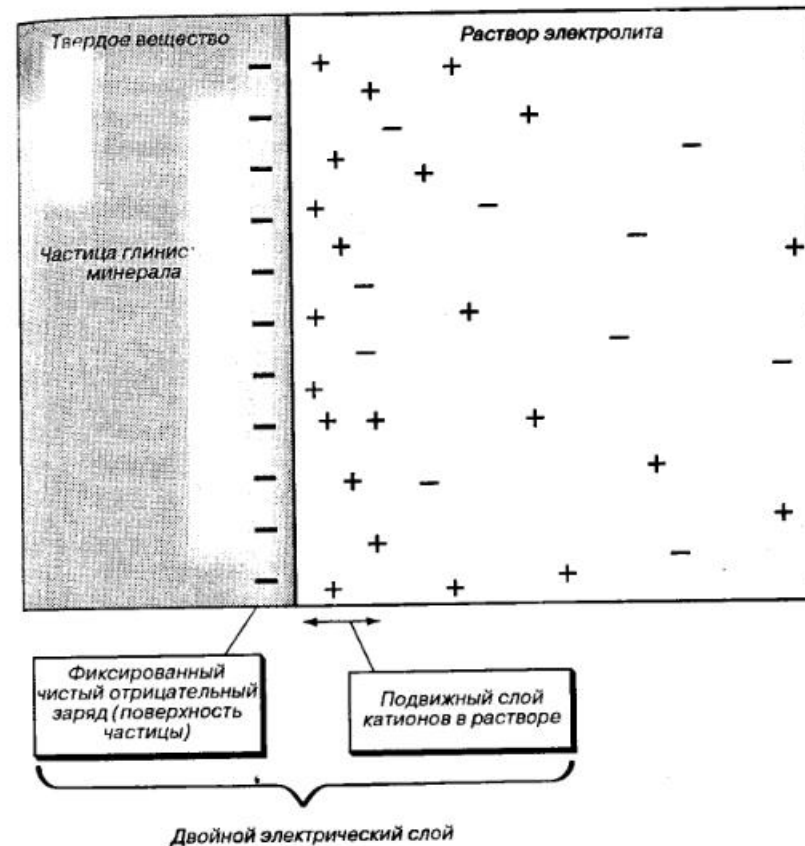 Твердое вещество
Раствор электролита
Частица глинис
минерала
Фиксированный
чистый отрицательный
заряд (поверхность
частицы)
Подвижный слой
катионов в растворе
Двойной электрический слой